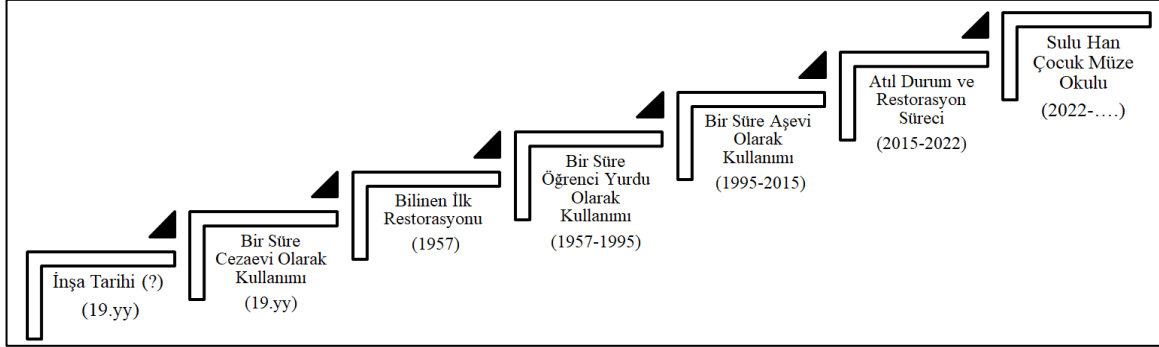 İnşa Tarihi (?)
(19.yy)
Bir Süre
Cezaevi Olarak
Kullanımı
(19.yy)
Bilinen İlk
Restorasyonu
(1957)
Bir Süre
Öğrenci Yurdu
Olarak
Kullanımı
(1957-1995)
Bir Süre Aşevi
Olarak
Kullanımı
(1995-2015)
Atıl Durum ve
Restorasyon
Süreci
(2015-2022)
Sulu Han
Çocuk Müze
Okulu
(2022-….)